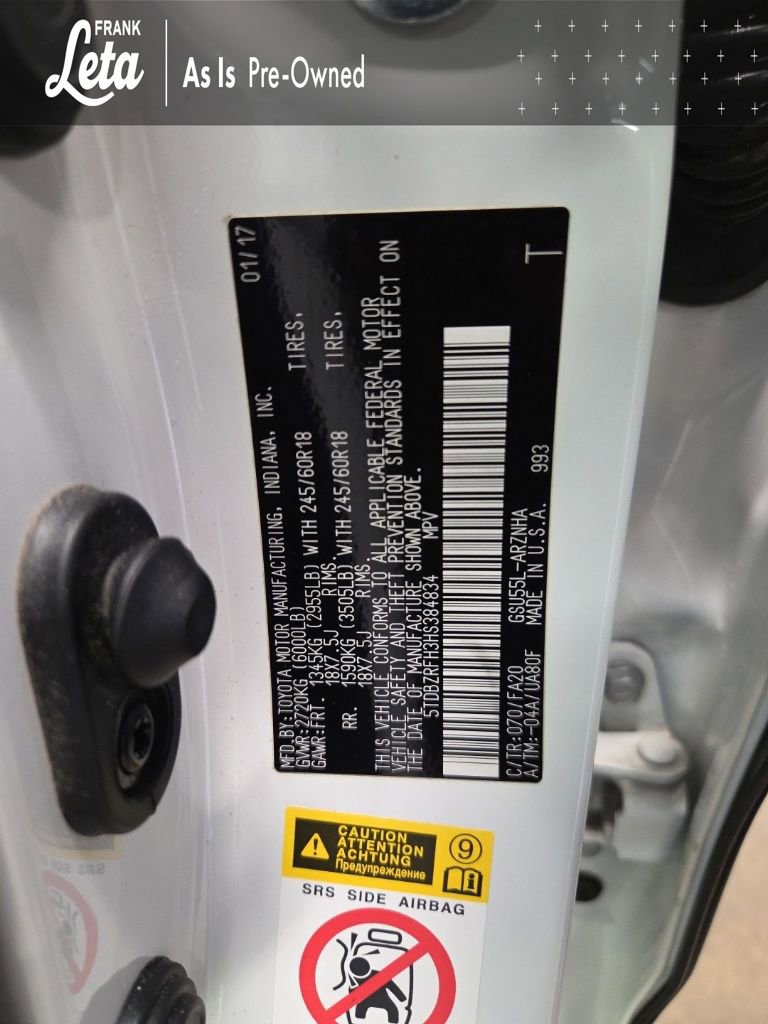 FRANK
Leta
As Is Pre-Owned
01/17
MFD.BY:TOYOTA MOTOR MANUFACTURING, INDIANA, INC.
GVWR:2720KG (6000LB)
GAWR:FRT. 1345KG (2955LB) WITH 245/60R18 TIRES,
18X7.5J RIMS.
RR. 1590KG (3505LB) WITH 245/60R18 TIRES,
18X7.5J RIMS.
THIS VEHICLE CONFORMS TO ALL APPLICABLE FEDERAL MOTOR
VEHICLE SAFETY AND THEFT PREVENTION STANDARDS IN EFFECT ON
THE DATE OF MANUFACTURE SHOWN ABOVE.
5TDBZRFH3HS384834 MPV
C/TR:070/FA20 GSU55L-ARZNHA
A/TM:-04A/UA80F MADE IN U.S.A. 993
T
CAUTION
ATTENTION
ACHTUNG
Предупреждение
9
SRS SIDE AIRBAG